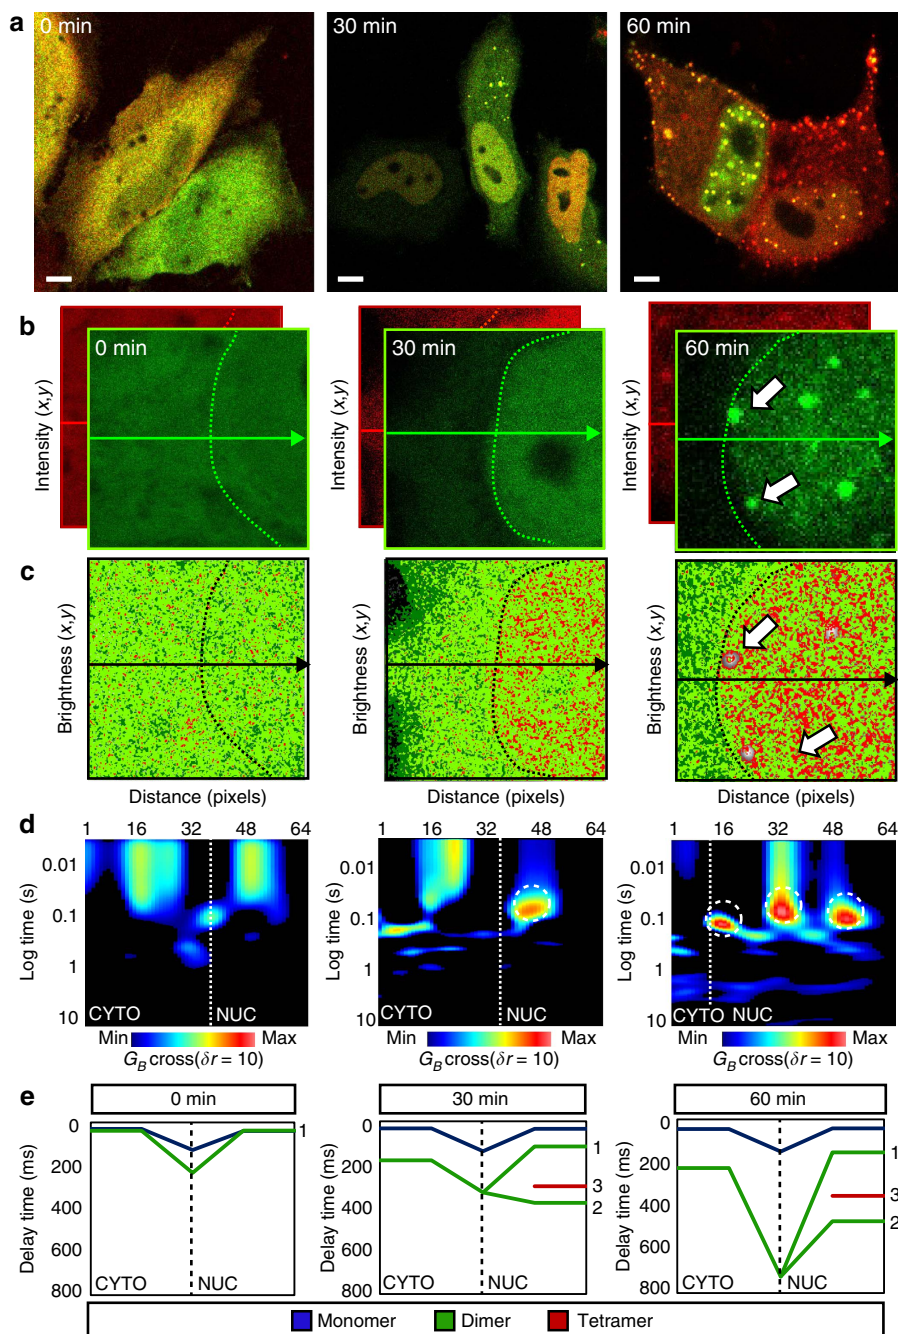 a
0 min
30 min
60 min
b
Intensity (x,y)
0 min
Intensity (x,y)
30 min
Intensity (x,y)
60 min
c
Brightness (x,y)
Brightness (x,y)
Brightness (x,y)
Distance (pixels)
Distance (pixels)
Distance (pixels)
d
1 16 32 48 64
1 16 32 48 64
1 16 32 48 64
Log time (s)
0.01
0.1
1
10
CYTO NUC
Log time (s)
0.01
0.1
1
10
CYTO NUC
Log time (s)
0.01
0.1
1
10
CYTO NUC
Min Max
Min Max
Min Max
G_B cross(δr = 10)
G_B cross(δr = 10)
G_B cross(δr = 10)
e
0 min
30 min
60 min
Delay time (ms)
0
200
400
600
800
1
CYTO NUC
Delay time (ms)
0
200
400
600
800
1
3
2
CYTO NUC
Delay time (ms)
0
200
400
600
800
1
3
2
CYTO NUC
Monomer Dimer Tetramer